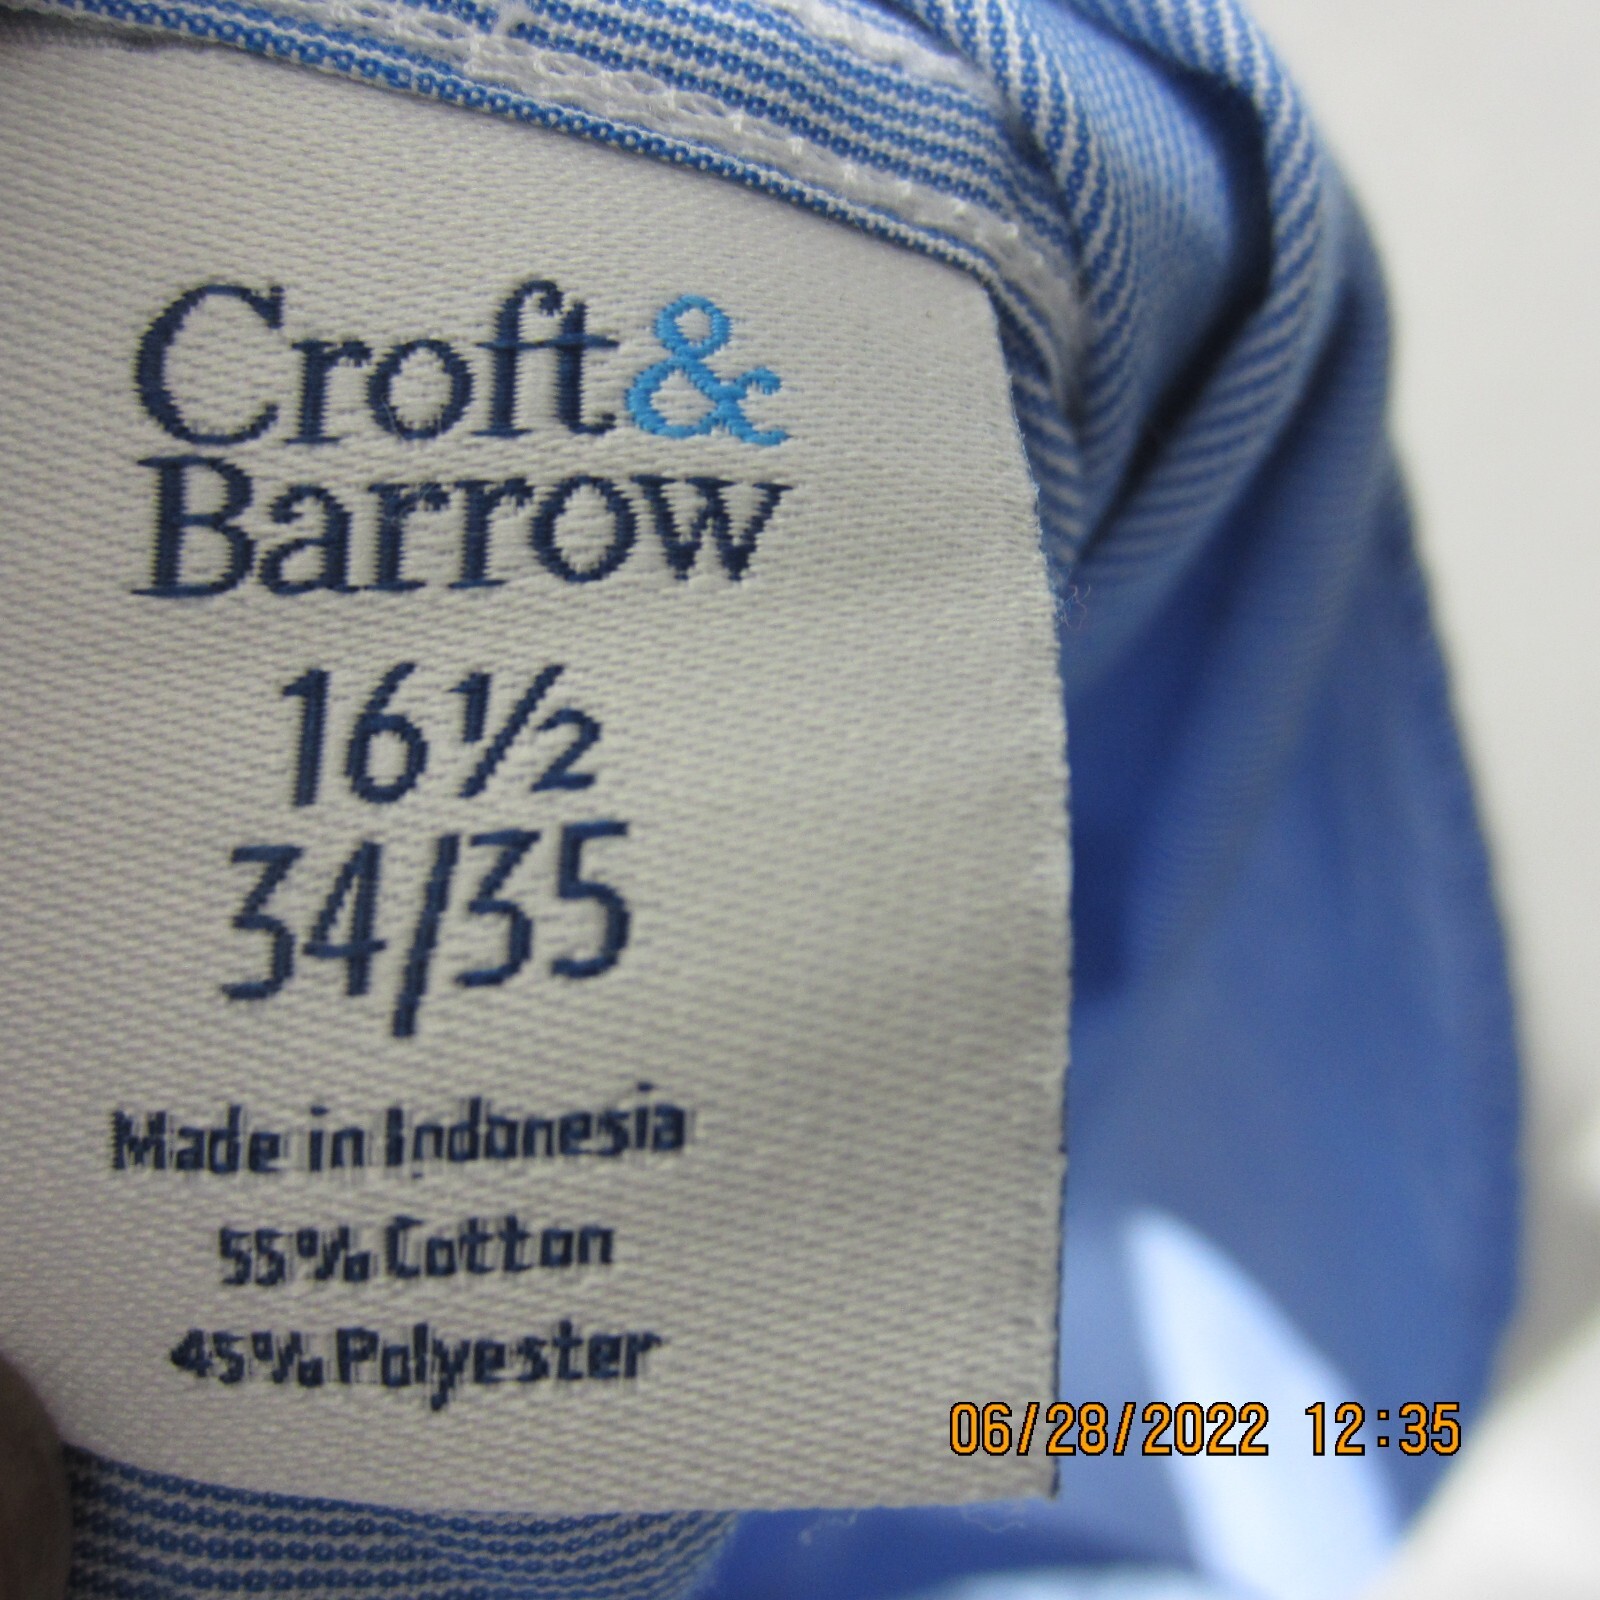 Croft&
Barrow
16½
34/35
Made in Indonesia
55% Cotton
45% Polyester
06/28/2022 12:35